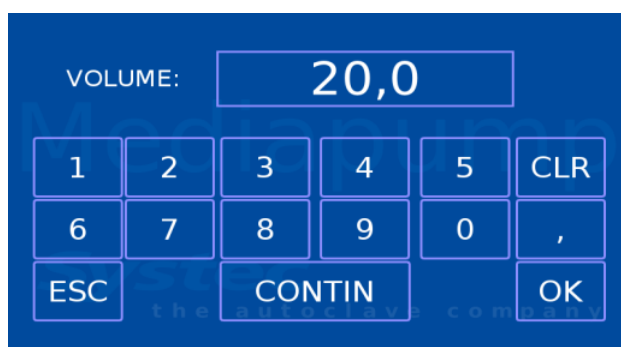 VOLUME: 20,0
Mediapump
1 2 3 4 5 CLR
6 7 8 9 0 ,
Systec
ESC CONTIN OK
the autoclave company